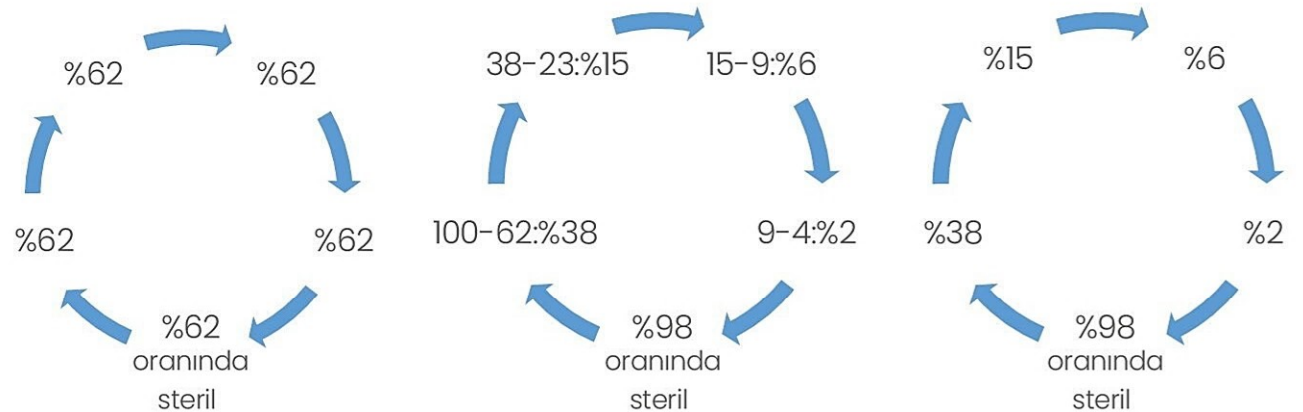 %62
%62
%62
%62
%62
oranında
steril
38-23:%15
15-9:%6
100-62:%38
9-4:%2
%98
oranında
steril
%15
%6
%38
%2
%98
oranında
steril